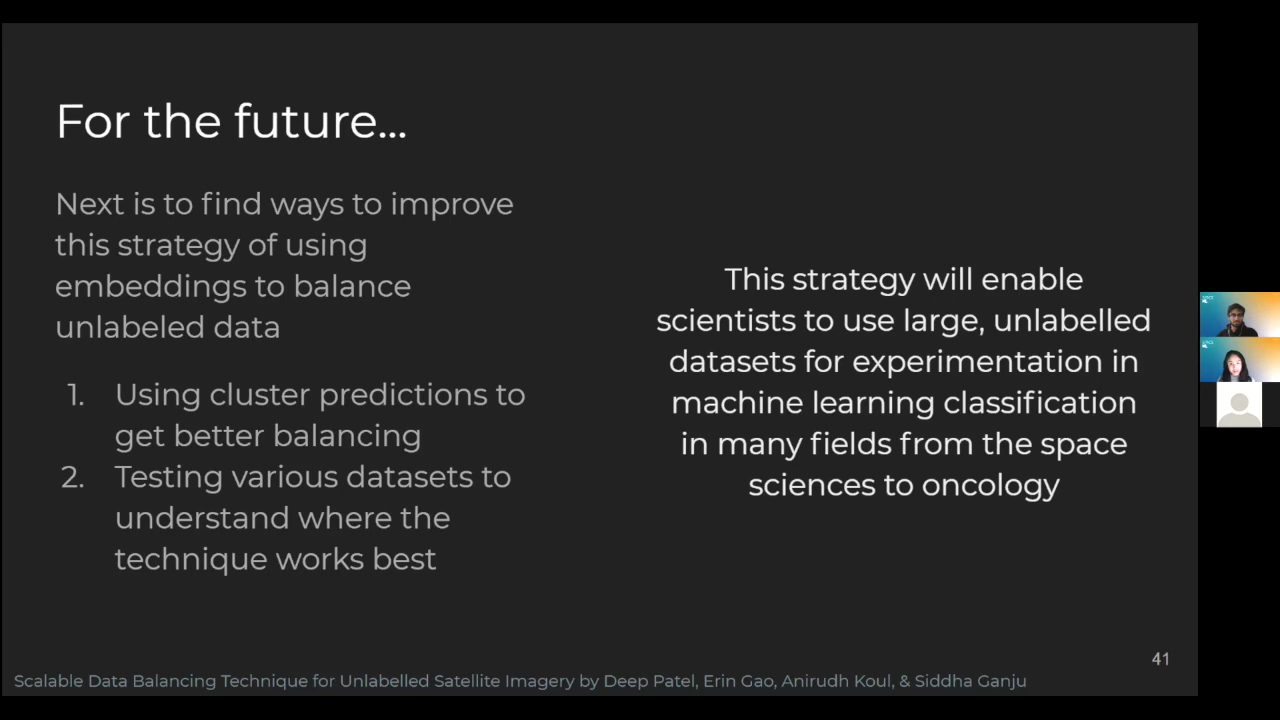 For the future...
Next is to find ways to improve
this strategy of using
embeddings to balance
unlabeled data
1. Using cluster predictions to
get better balancing
2. Testing various datasets to
understand where the
technique works best
This strategy will enable
scientists to use large, unlabelled
datasets for experimentation in
machine learning classification
in many fields from the space
sciences to oncology
41
Scalable Data Balancing Technique for Unlabelled Satellite Imagery by Deep Patel, Erin Gao, Anirudh Koul, & Siddha Ganju